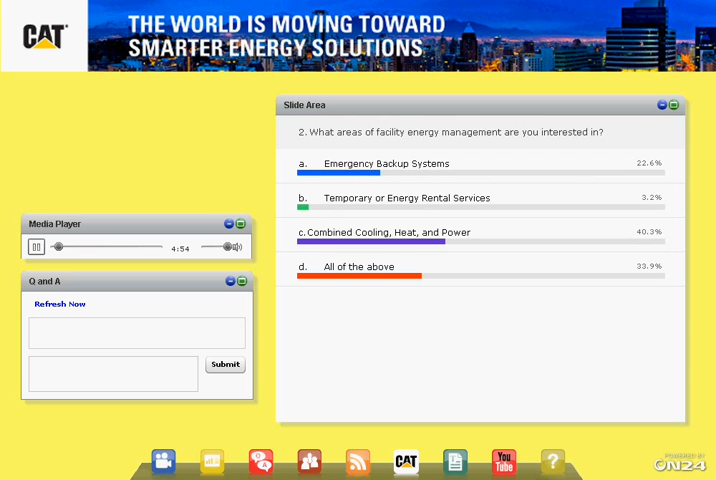 CAT
THE WORLD IS MOVING TOWARD
SMARTER ENERGY SOLUTIONS
Slide Area
2. What areas of facility energy management are you interested in?
a. Emergency Backup Systems 22.6%
b. Temporary or Energy Rental Services 3.2%
c. Combined Cooling, Heat, and Power 40.3%
d. All of the above 33.9%
Media Player
4:54
Q and A
Refresh Now
Submit
Q A
CAT
You Tube
?
POWERED BY
ON24